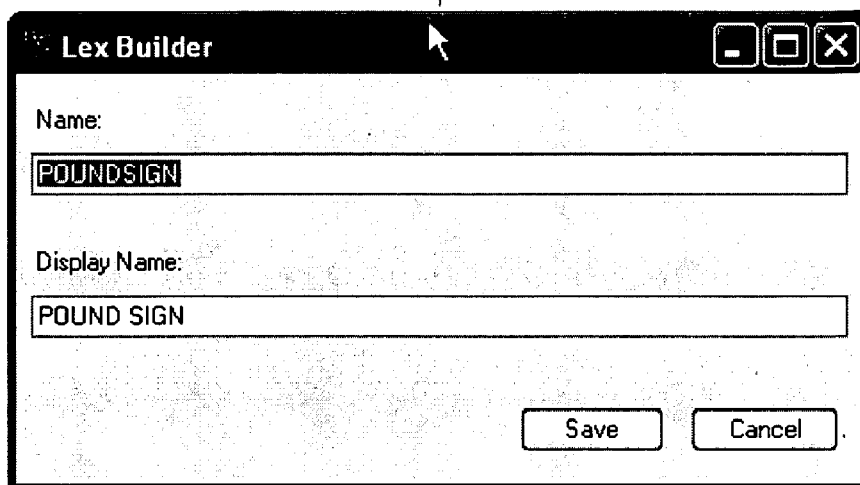 Lex Builder
Name:
POUNDSIGN
Display Name:
POUND SIGN
Save Cancel